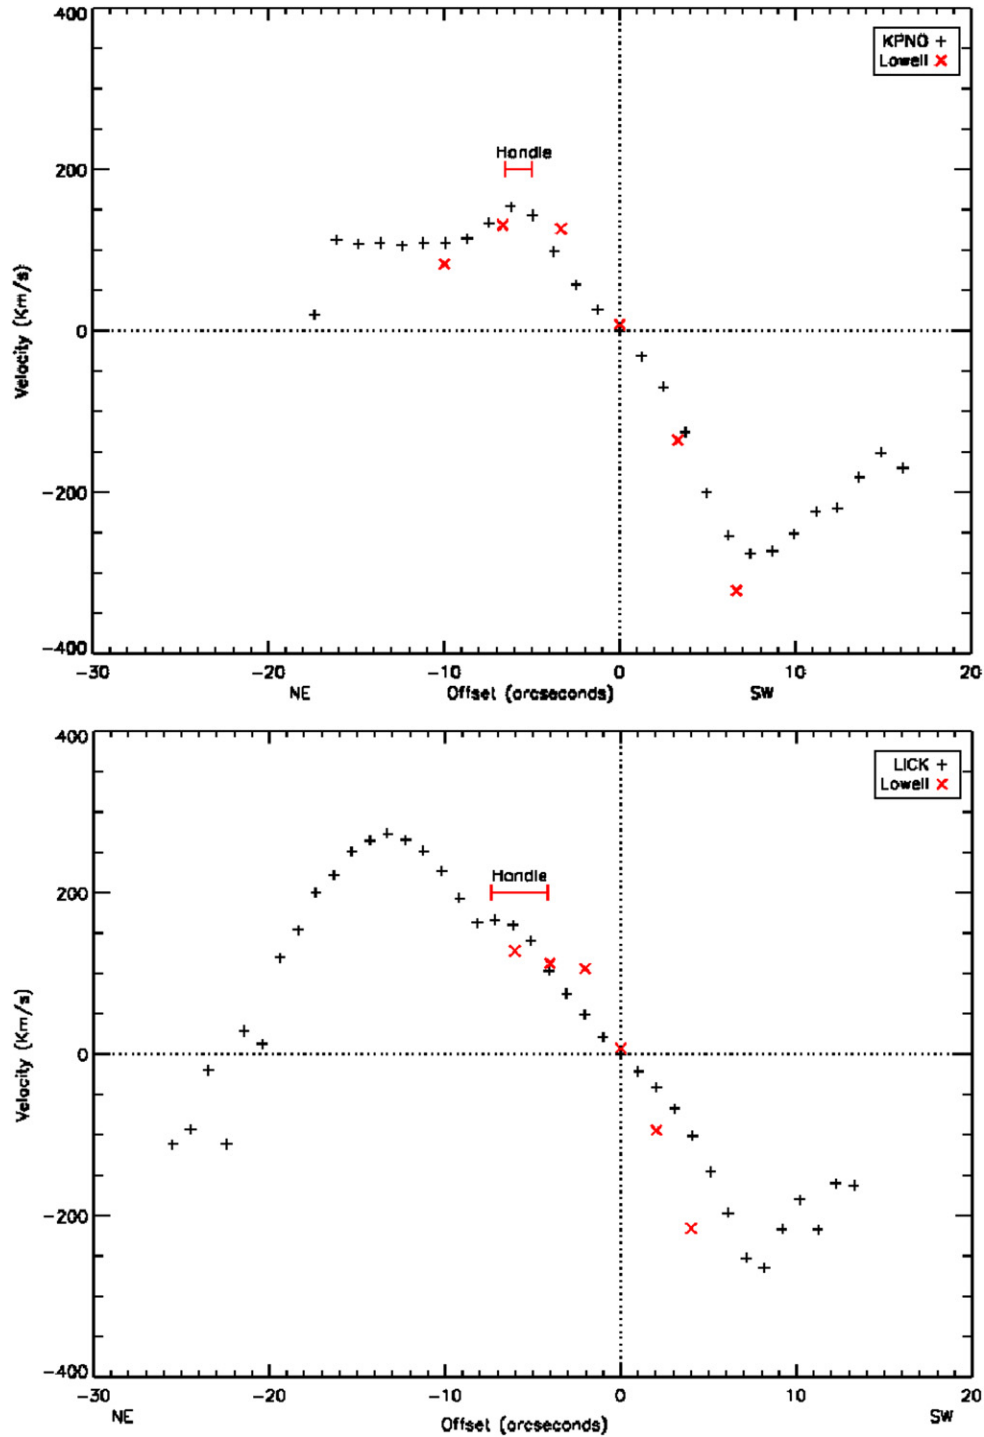 400
KPNO +
Lowell ×
Handle
200
0
-200
-400
Velocity (Km/s)
-30 -20 -10 0 10 20
NE Offset (arcseconds) SW
400
LICK +
Lowell ×
Handle
200
0
-200
-400
Velocity (Km/s)
-30 -20 -10 0 10 20
NE Offset (arcseconds) SW